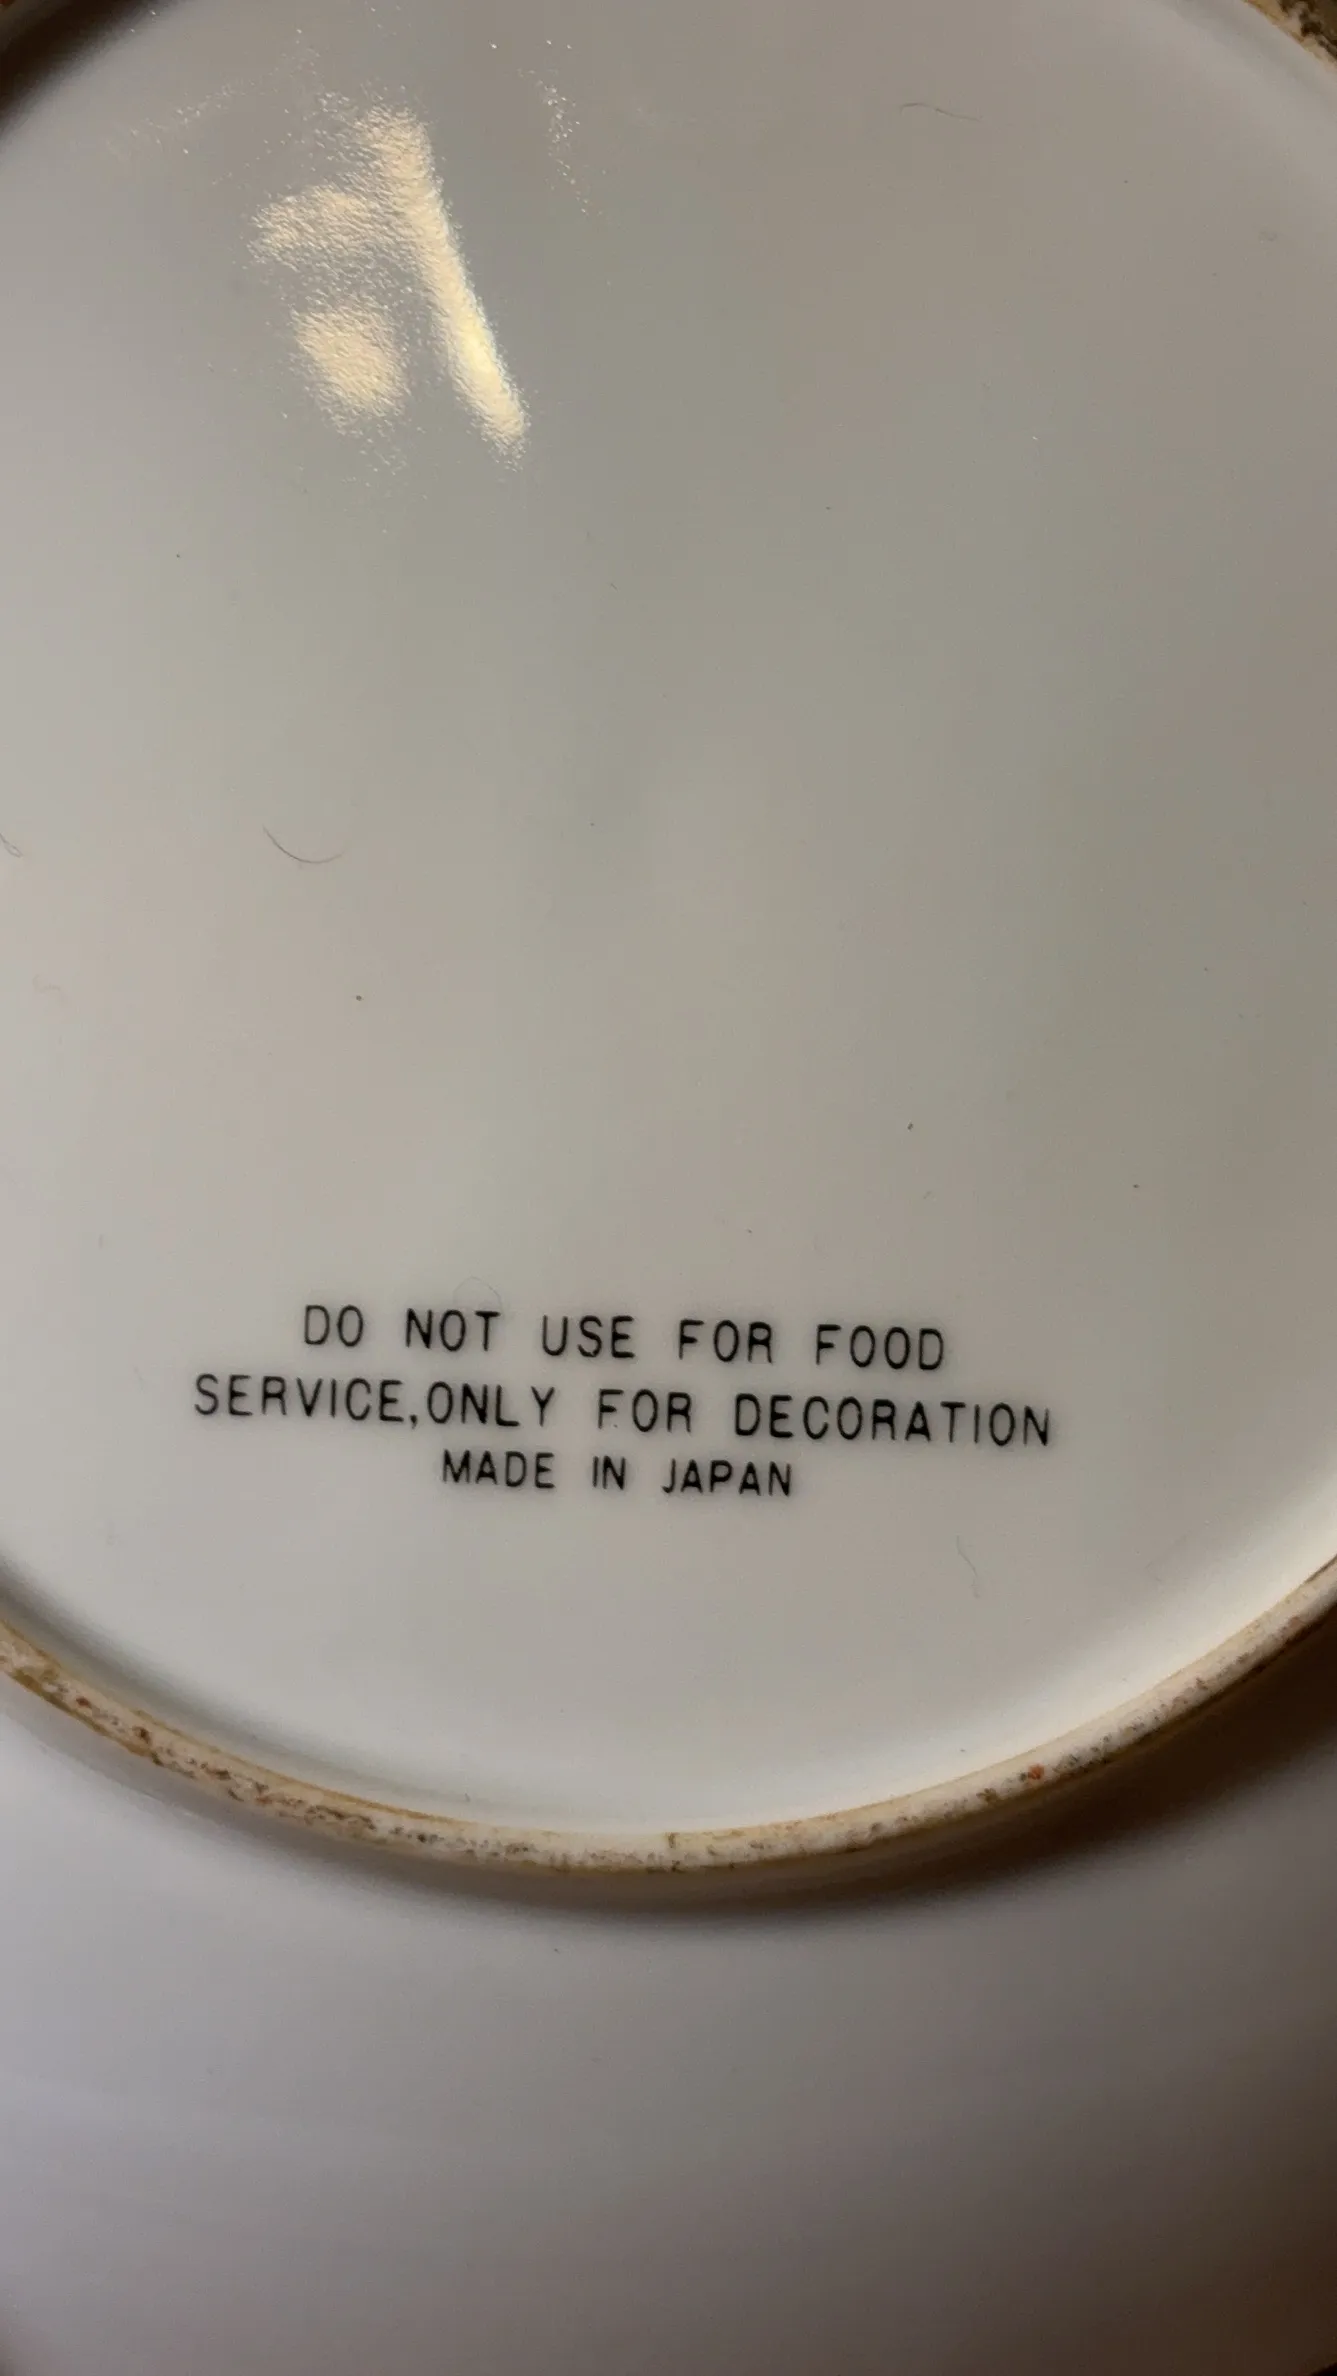 DO NOT USE FOR FOOD
SERVICE,ONLY FOR DECORATION
MADE IN JAPAN